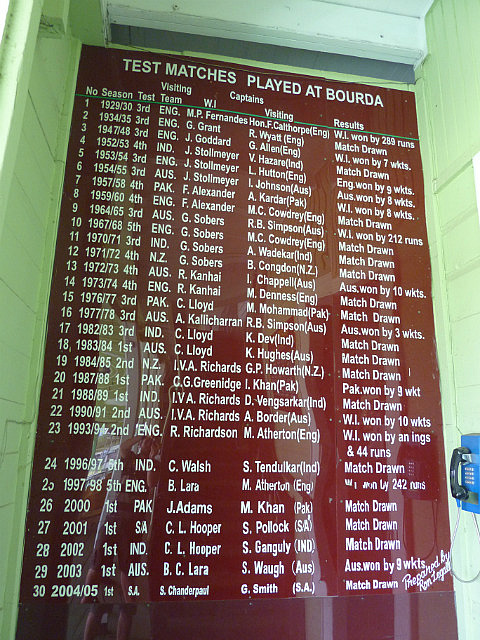 TEST MATCHES PLAYED AT BOURDA
No Season Test Visiting Team W.I Captains Visiting Results
1 1929/30 3rd ENG. M.P. Fernandes Hon.F.Calthorpe(Eng) W.I. won by 289 runs
2 1934/35 3rd ENG. G. Grant R. Wyatt (Eng) Match Drawn
3 1947/48 3rd ENG. J. Goddard G. Allen(Eng) W.I. won by 7 wkts.
4 1952/53 4th IND. J. Stollmeyer V. Hazare(Ind) Match Drawn
5 1953/54 3rd ENG. J. Stollmeyer L. Hutton(Eng) Eng.won by 9 wkts.
6 1954/55 3rd AUS. J. Stollmeyer I. Johnson(Aus) Aus.won by 8 wkts.
7 1957/58 4th PAK. F. Alexander A. Kardar(Pak) W.I. won by 8 wkts.
8 1959/60 4th ENG. F. Alexander M.C. Cowdrey(Eng) Match Drawn
9 1964/65 3rd AUS. G. Sobers R.B. Simpson(Aus) W.I. won by 212 runs
10 1967/68 5th ENG. G. Sobers M.C. Cowdrey(Eng) Match Drawn
11 1970/71 3rd IND. G. Sobers A. Wadekar(Ind) Match Drawn
12 1971/72 4th N.Z. G. Sobers B. Congdon(N.Z.) Match Drawn
13 1972/73 4th AUS. R. Kanhai I. Chappell(Aus) Aus.won by 10 wkts.
14 1973/74 4th ENG. R. Kanhai M. Denness(Eng) Match Drawn
15 1976/77 3rd PAK. C. Lloyd M. Mohammad(Pak) Match Drawn
16 1977/78 3rd AUS. A. Kallicharran R.B. Simpson(Aus) Aus.won by 3 wkts.
17 1982/83 3rd IND. C. Lloyd K. Dev(Ind) Match Drawn
18 1983/84 1st AUS. C. Lloyd K. Hughes(Aus) Match Drawn
19 1984/85 2nd N.Z. I.V.A. Richards G.P. Howarth(N.Z.) Match Drawn
20 1987/88 1st PAK. C.G.Greenidge I. Khan(Pak) Pak.won by 9 wkt
21 1988/89 1st IND. I.V.A. Richards D. Vengsarkar(Ind) Match Drawn
22 1990/91 2nd AUS. I.V.A. Richards A. Border(Aus) W.I. won by 10 wkts
23 1993/94 2nd ENG. R. Richardson M. Atherton(Eng) W.I. won by an ings
& 44 runs
24 1996/97 5th IND. C. Walsh S. Tendulkar(Ind) Match Drawn
25 1997/98 5th ENG. B. Lara M. Atherton (Eng) W.I. won by 242 runs
26 2000 1st PAK J.Adams M. Khan (Pak) Match Drawn
27 2001 1st SA C. L. Hooper S. Pollock (SA) Match Drawn
28 2002 1st IND. C. L. Hooper S. Ganguly (IND) Match Drawn
29 2003 1st AUS. B. C. Lara S. Waugh (Aus) Aus.won by 9 wkts
30 2004/05 1st S.A. S. Chanderpaul G. Smith (S.A.) Match Drawn
Prepared by
Ron Legall